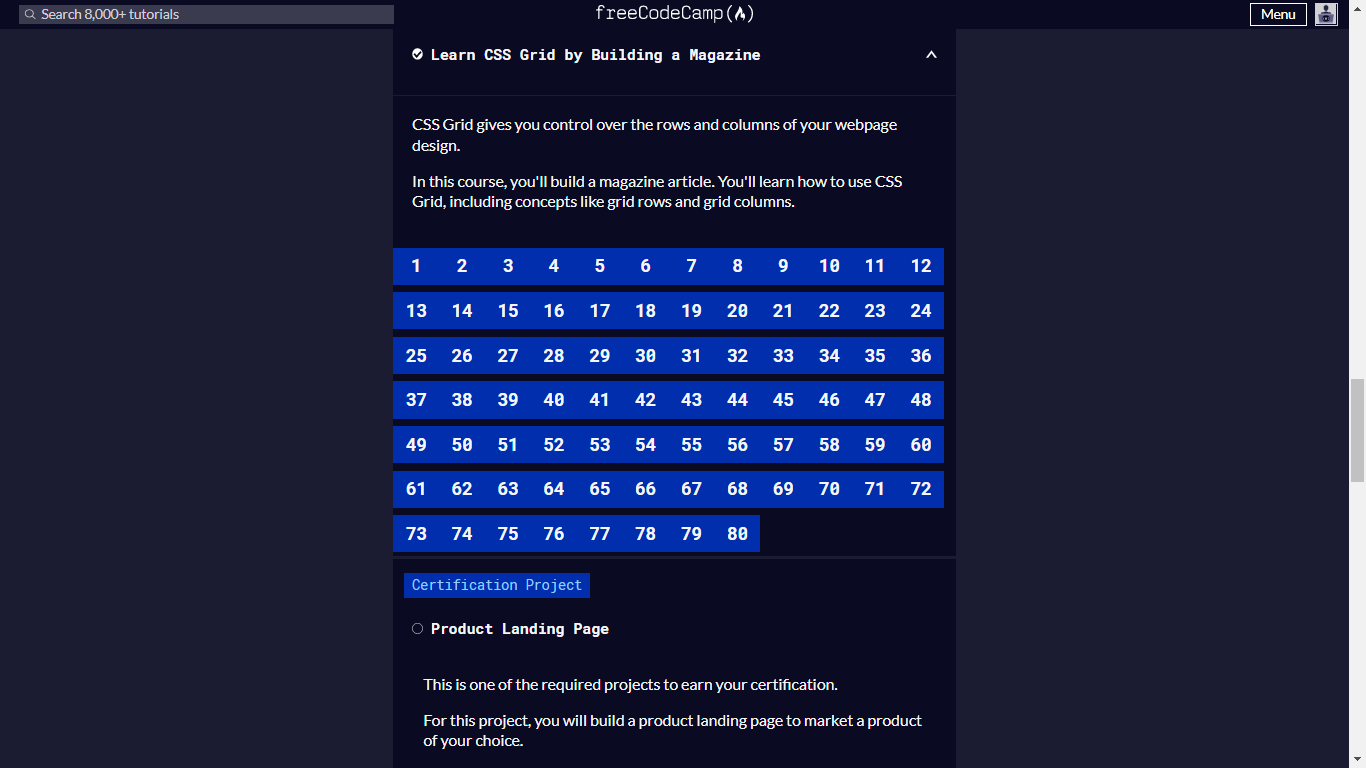 Search 8,000+ tutorials
freeCodeCamp
Menu
Learn CSS Grid by Building a Magazine
CSS Grid gives you control over the rows and columns of your webpage
design.
In this course, you'll build a magazine article. You'll learn how to use CSS
Grid, including concepts like grid rows and grid columns.
1 2 3 4 5 6 7 8 9 10 11 12
13 14 15 16 17 18 19 20 21 22 23 24
25 26 27 28 29 30 31 32 33 34 35 36
37 38 39 40 41 42 43 44 45 46 47 48
49 50 51 52 53 54 55 56 57 58 59 60
61 62 63 64 65 66 67 68 69 70 71 72
73 74 75 76 77 78 79 80
Certification Project
Product Landing Page
This is one of the required projects to earn your certification.
For this project, you will build a product landing page to market a product
of your choice.